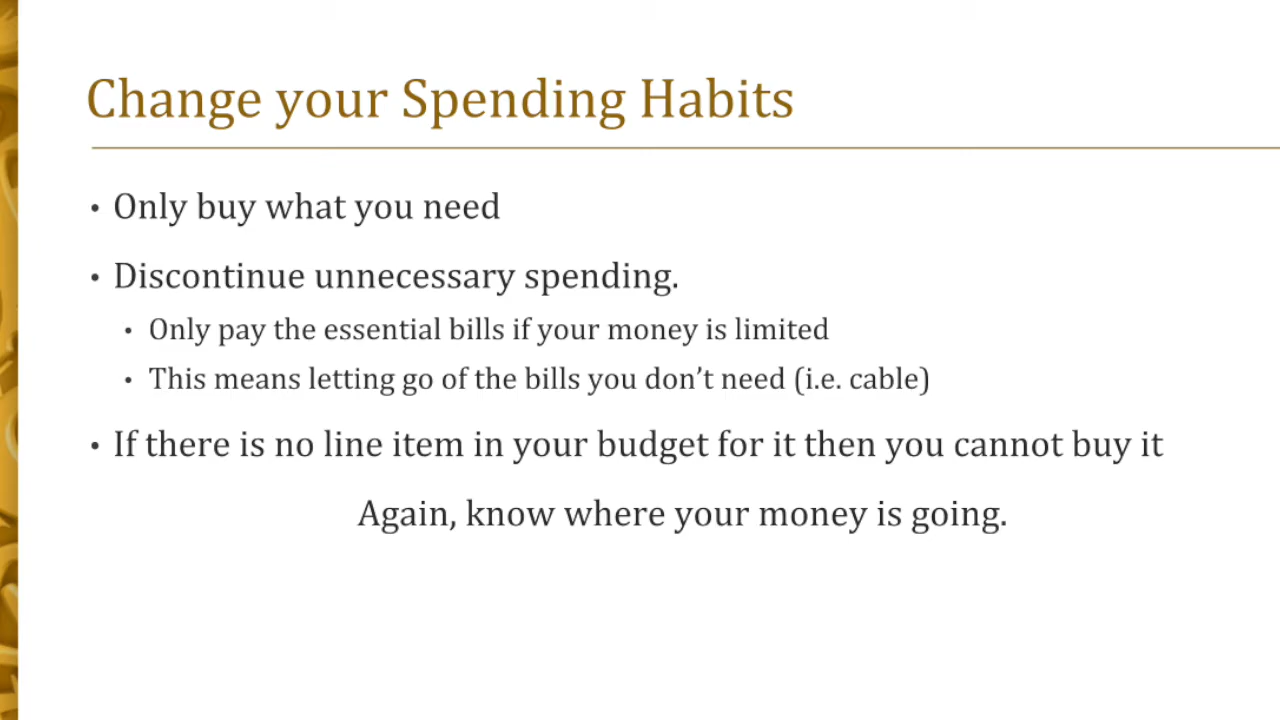 Change your Spending Habits
• Only buy what you need
• Discontinue unnecessary spending.
• Only pay the essential bills if your money is limited
• This means letting go of the bills you don’t need (i.e. cable)
• If there is no line item in your budget for it then you cannot buy it
Again, know where your money is going.